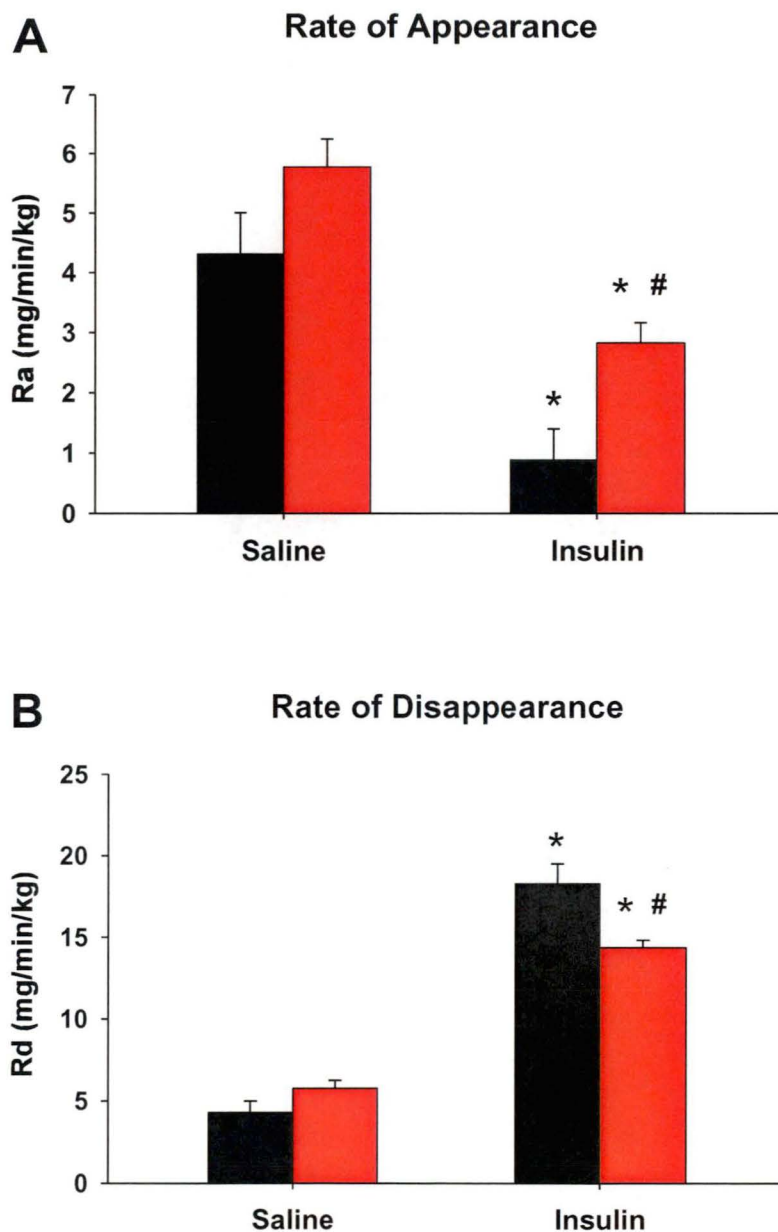 A
Rate of Appearance
Ra (mg/min/kg)
7
6
5
4
3
2
1
0
*
* #
Saline Insulin
B
Rate of Disappearance
Rd (mg/min/kg)
25
20
15
10
5
0
*
* #
Saline Insulin